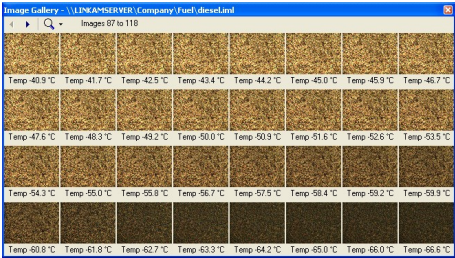 Image Gallery - \\LINKAMSERVER\Company\Fuel\diesel.iml
Images 87 to 118
Temp -40.9 °C Temp -41.7 °C Temp -42.5 °C Temp -43.4 °C Temp -44.2 °C Temp -45.0 °C Temp -45.9 °C Temp -46.7 °C
Temp -47.6 °C Temp -48.3 °C Temp -49.2 °C Temp -50.0 °C Temp -50.9 °C Temp -51.6 °C Temp -52.6 °C Temp -53.5 °C
Temp -54.3 °C Temp -55.0 °C Temp -55.8 °C Temp -56.7 °C Temp -57.5 °C Temp -58.4 °C Temp -59.2 °C Temp -59.9 °C
Temp -60.8 °C Temp -61.8 °C Temp -62.7 °C Temp -63.3 °C Temp -64.2 °C Temp -65.0 °C Temp -66.0 °C Temp -66.6 °C